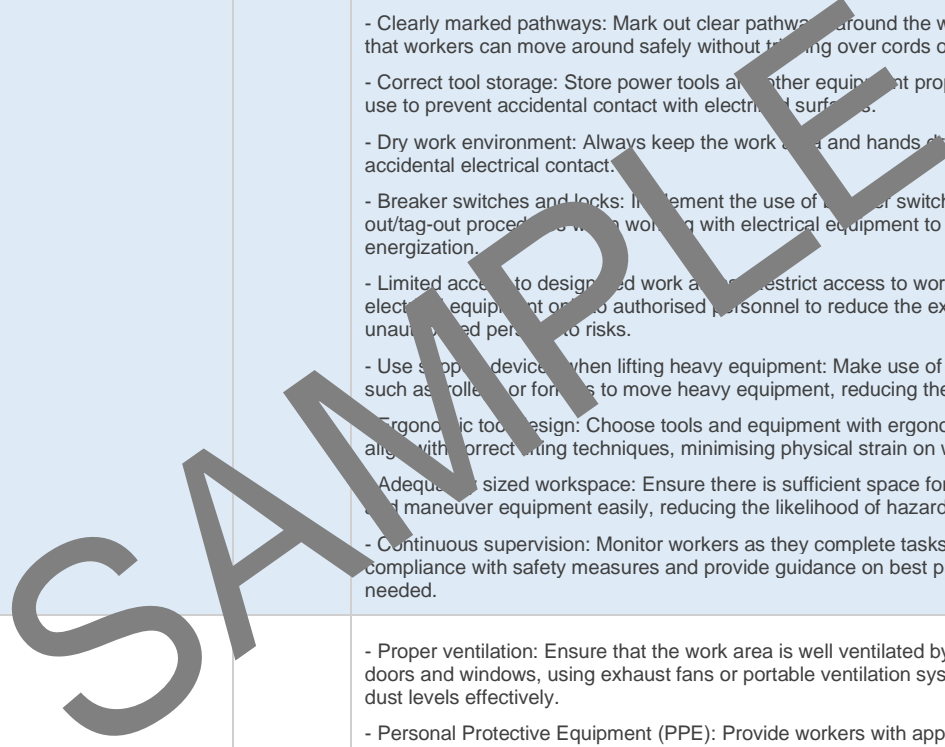 - Clearly marked pathways: Mark out clear pathways around the w
that workers can move around safely without tripping over cords o
- Correct tool storage: Store power tools and other equipment prop
use to prevent accidental contact with electrified surfaces.
- Dry work environment: Always keep the work area and hands d
accidental electrical contact.
- Breaker switches and locks: Implement the use of breaker switch
out/tag-out procedures when working with electrical equipment to
energization.
- Limited access to designated work areas: Restrict access to wor
electrical equipment only to authorised personnel to reduce the ex
unauthorised persons to risks.
- Use support devices when lifting heavy equipment: Make use of
such as rollers or to move heavy equipment, reducing the
Ergonomic tool design: Choose tools and equipment with ergono
align with correct lifting techniques, minimising physical strain on w
Adequately sized workspace: Ensure there is sufficient space for
and maneuver equipment easily, reducing the likelihood of hazard
- Continuous supervision: Monitor workers as they complete tasks
compliance with safety measures and provide guidance on best p
needed.
- Proper ventilation: Ensure that the work area is well ventilated by
doors and windows, using exhaust fans or portable ventilation sys
dust levels effectively.
- Personal Protective Equipment (PPE): Provide workers with app
SAMPLE